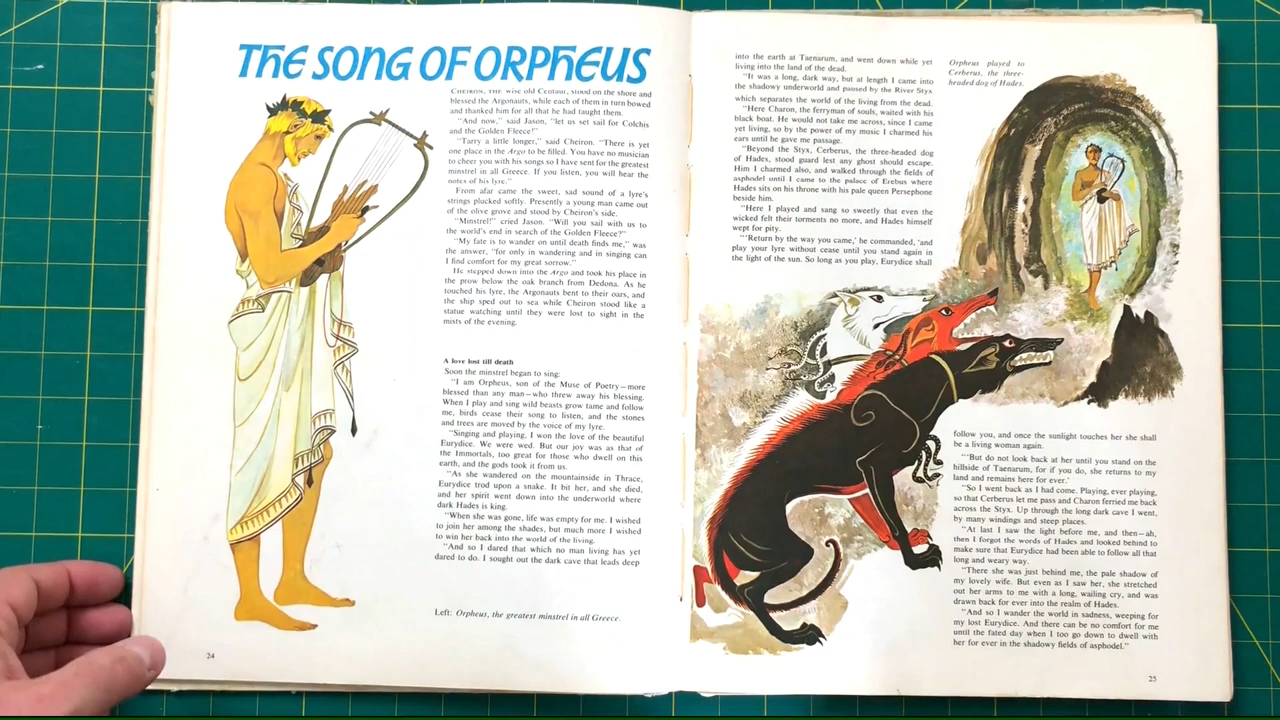 THE SONG OF ORPHEUS
CHEIRON, THE wise old Centaur, stood on the shore and
blessed the Argonauts, while each of them in turn bowed
and thanked him for all that he had taught them.
"And now," said Jason, "let us set sail for Colchis
and the Golden Fleece?"
"Tarry a little longer," said Cheiron. "There is yet
one place in the Argo to be filled. You have no musician
to cheer you with his songs so I have sent for the greatest
minstrel in all Greece. If you listen, you will hear the
notes of his lyre."
From afar came the sweet, sad sound of a lyre's
strings plucked softly. Presently a young man came out
of the olive grove and stood by Cheiron's side.
"Minstrel!" cried Jason. "Will you sail with us to
the world's end in search of the Golden Fleece?"
"My fate is to wander on until death finds me," was
the answer, "for only in wandering and in singing can
I find comfort for my great sorrow."
He stepped down into the Argo and took his place in
the prow below the oak branch from Dedona. As he
touched his lyre, the Argonauts bent to their oars, and
the ship sped out to sea while Cheiron stood like a
statue watching until they were lost to sight in the
mists of the evening.
A love lost till death
Soon the minstrel began to sing:
"I am Orpheus, son of the Muse of Poetry—more
blessed than any man—who threw away his blessing.
When I play and sing wild beasts grow tame and follow
me, birds cease their song to listen, and the stones
and trees are moved by the voice of my lyre.
"Singing and playing, I won the love of the beautiful
Eurydice. We were wed. But our joy was as that of
the Immortals, too great for those who dwell on this
earth, and the gods took it from us.
"As she wandered on the mountainside in Thrace,
Eurydice trod upon a snake. It bit her, and she died,
and her spirit went down into the underworld where
dark Hades is king.
"When she was gone, life was empty for me. I wished
to join her among the shades, but much more I wished
to win her back into the world of the living.
"And so I dared that which no man living has yet
dared to do. I sought out the dark cave that leads deep
Left: Orpheus, the greatest minstrel in all Greece.
24
into the earth at Taenarum, and went down while yet
living into the land of the dead.
"It was a long, dark way, but at length I came into
the shadowy underworld and paused by the River Styx
which separates the world of the living from the dead.
"Here Charon, the ferryman of souls, waited with his
black boat. He would not take me across, since I came
yet living, so by the power of my music I charmed his
ears until he gave me passage.
"Beyond the Styx, Cerberus, the three-headed dog
of Hades, stood guard lest any ghost should escape.
Him I charmed also, and walked through the fields of
asphodel until I came to the palace of Erebus where
Hades sits on his throne with his pale queen Persephone
beside him.
"Here I played and sang so sweetly that even the
wicked felt their torments no more, and Hades himself
wept for pity.
"'Return by the way you came,' he commanded, 'and
play your lyre without cease until you stand again in
the light of the sun. So long as you play, Eurydice shall
Orpheus played to
Cerberus, the three-
headed dog of Hades.
follow you, and once the sunlight touches her she shall
be a living woman again.
"'But do not look back at her until you stand on the
hillside of Taenarum, for if you do, she returns to my
land and remains here for ever.'
"So I went back as I had come. Playing, ever playing,
so that Cerberus let me pass and Charon ferried me back
across the Styx. Up through the long dark cave I went,
by many windings and steep places.
"At last I saw the light before me, and then—ah,
then I forgot the words of Hades and looked behind to
make sure that Eurydice had been able to follow all that
long and weary way.
"There she was just behind me, the pale shadow of
my lovely wife. But even as I saw her, she stretched
out her arms to me with a long, wailing cry, and was
drawn back for ever into the realm of Hades.
"And so I wander the world in sadness, weeping for
my lost Eurydice. And there can be no comfort for me
until the fated day when I too go down to dwell with
her for ever in the shadowy fields of asphodel."
25